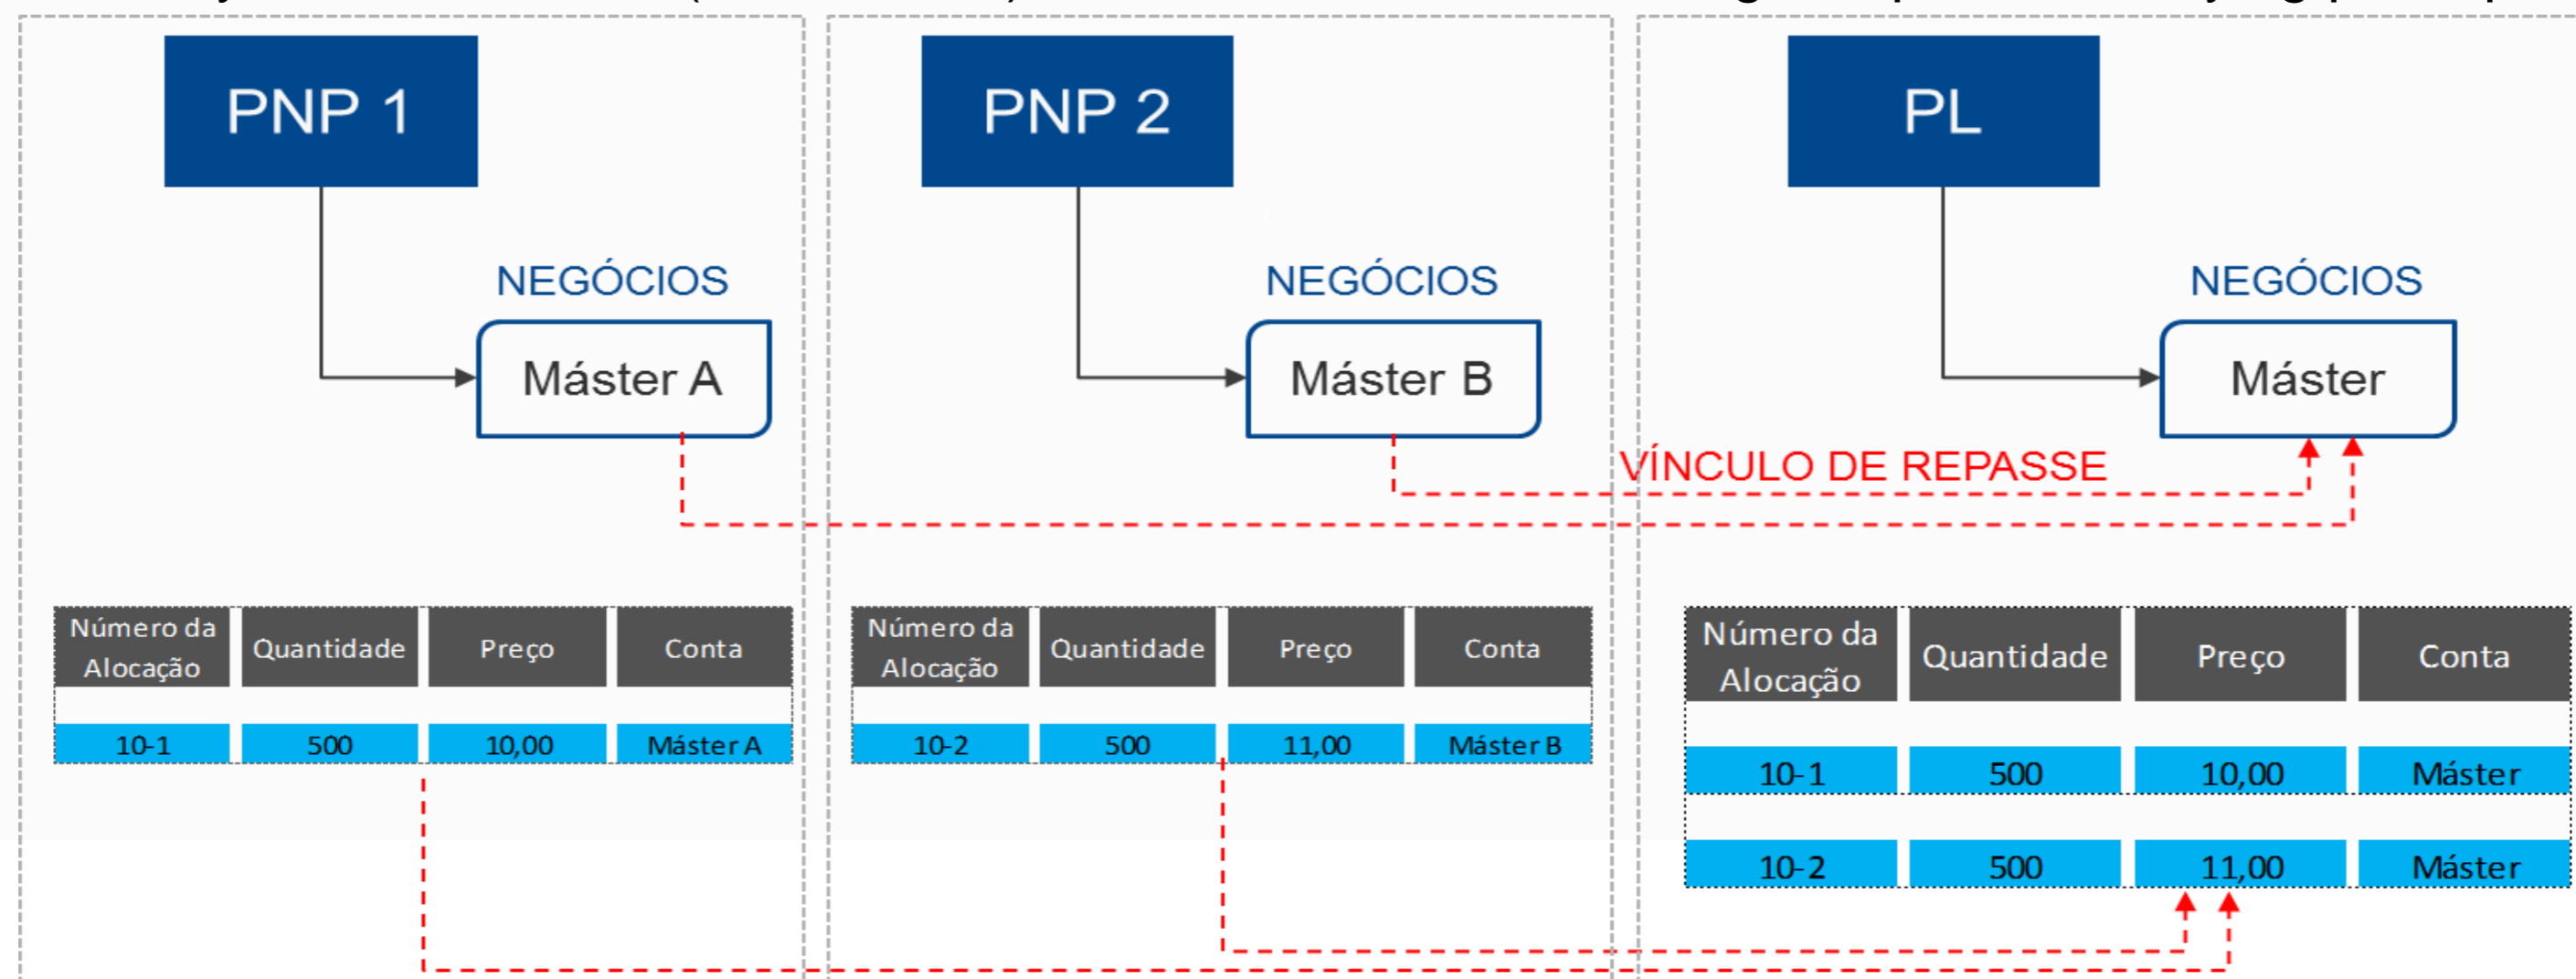 PNP 1
PNP 2
PL
NEGÓCIOS
NEGÓCIOS
NEGÓCIOS
Máster A
Máster B
Máster
VÍNCULO DE REPASSE
Número da Alocação Quantidade Preço Conta
10-1 500 10,00 Máster A
Número da Alocação Quantidade Preço Conta
10-2 500 11,00 Máster B
Número da Alocação Quantidade Preço Conta
10-1 500 10,00 Máster
10-2 500 11,00 Máster